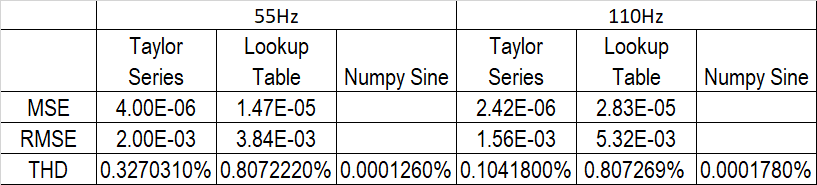 55Hz 110Hz
Taylor Series Lookup Table Numpy Sine Taylor Series Lookup Table Numpy Sine
MSE 4.00E-06 1.47E-05 2.42E-06 2.83E-05
RMSE 2.00E-03 3.84E-03 1.56E-03 5.32E-03
THD 0.3270310% 0.8072220% 0.0001260% 0.1041800% 0.807269% 0.0001780%